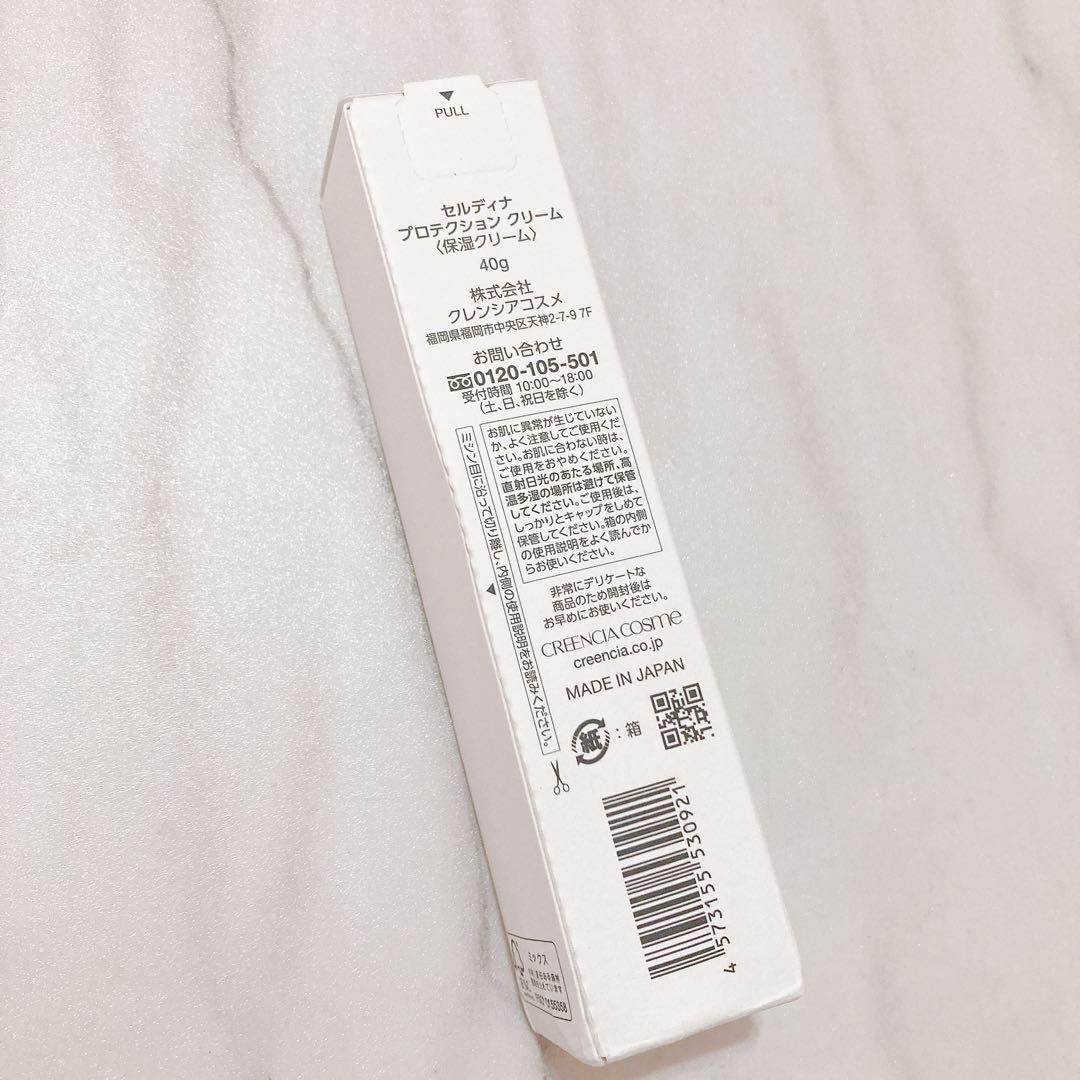 PULL
セルディナ
プロテクション クリーム
〈保湿クリーム〉
40g
株式会社
クレンシアコスメ
福岡県福岡市中央区天神2-7-9 7F
お問い合わせ
0120-105-501
受付時間 10:00〜18:00
(土、日、祝日を除く)
お肌に異常が生じていない
か、よく注意してご使用くだ
さい。お肌に合わない時は、
ご使用をおやめください。
直射日光のあたる場所、高
温多湿の場所は避けて保管
してください。ご使用後は、
しっかりとキャップをしめて
保管してください。箱の内側
の使用説明をよく読んでか
らお使いください。
ミシン目に沿って切り離し、内側の使用説明をお読みください。
非常にデリケートな
商品のため開封後は
お早めにお使いください。
CREENCIA COSME
creencia.co.jp
MADE IN JAPAN
紙:箱
4 573155 530921
ミックス